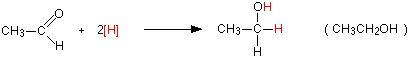 O
CH3—C
H
+ 2[H]
OH
CH3—C—H
H
( CH3CH2OH )